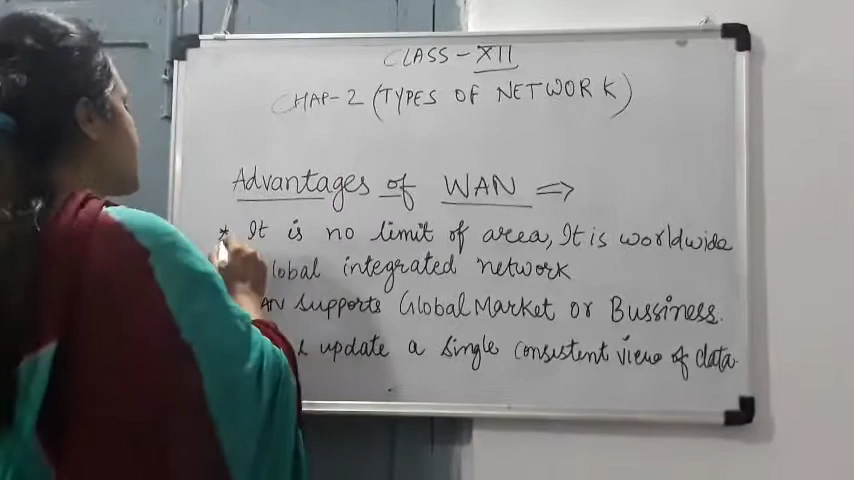 CLASS - XII
CHAP-2 (TYPES OF NETWORK)
Advantages of WAN ⇒
* It is no limit of area, It is worldwide
integrated network
supports Global Market or Bussiness.
update a single consistent view of data.